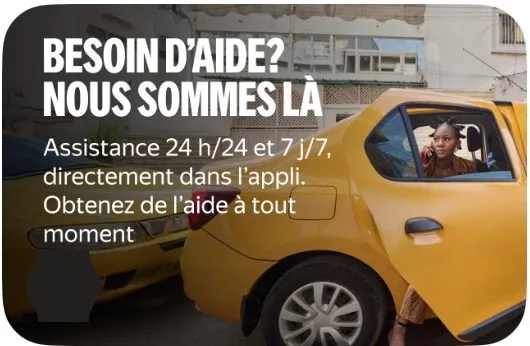 BESOIN D'AIDE?
NOUS SOMMES LÀ
Assistance 24 h/24 et 7 j/7,
directement dans l'appli.
Obtenez de l'aide à tout
moment